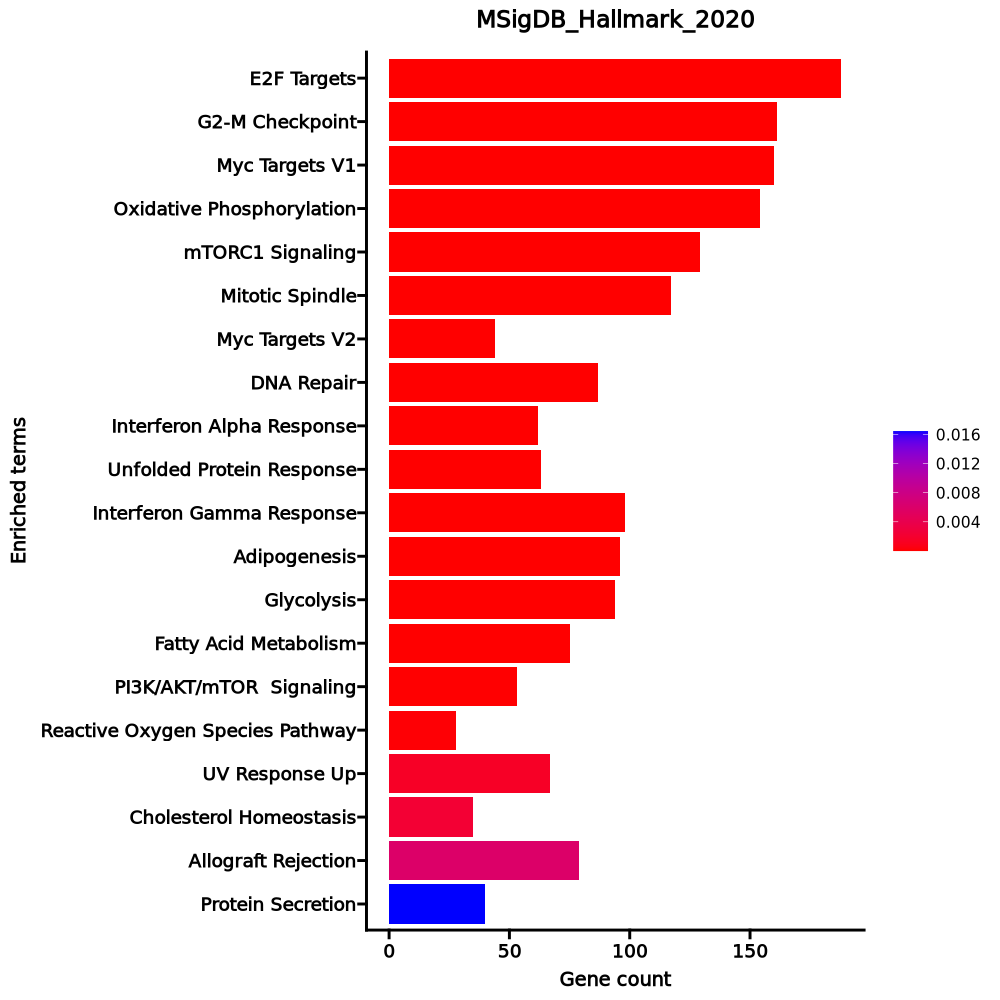 MSigDB_Hallmark_2020
E2F Targets
G2-M Checkpoint
Myc Targets V1
Oxidative Phosphorylation
mTORC1 Signaling
Mitotic Spindle
Myc Targets V2
DNA Repair
Interferon Alpha Response
Unfolded Protein Response
Interferon Gamma Response
Adipogenesis
Glycolysis
Fatty Acid Metabolism
PI3K/AKT/mTOR  Signaling
Reactive Oxygen Species Pathway
UV Response Up
Cholesterol Homeostasis
Allograft Rejection
Protein Secretion
Enriched terms
0 50 100 150
Gene count
0.016
0.012
0.008
0.004